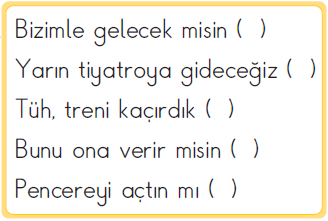 Bizimle gelecek misin (  )
Yarın tiyatroya gideceğiz (  )
Tüh, treni kaçırdık (  )
Bunu ona verir misin (  )
Pencereyi açtın mı (  )